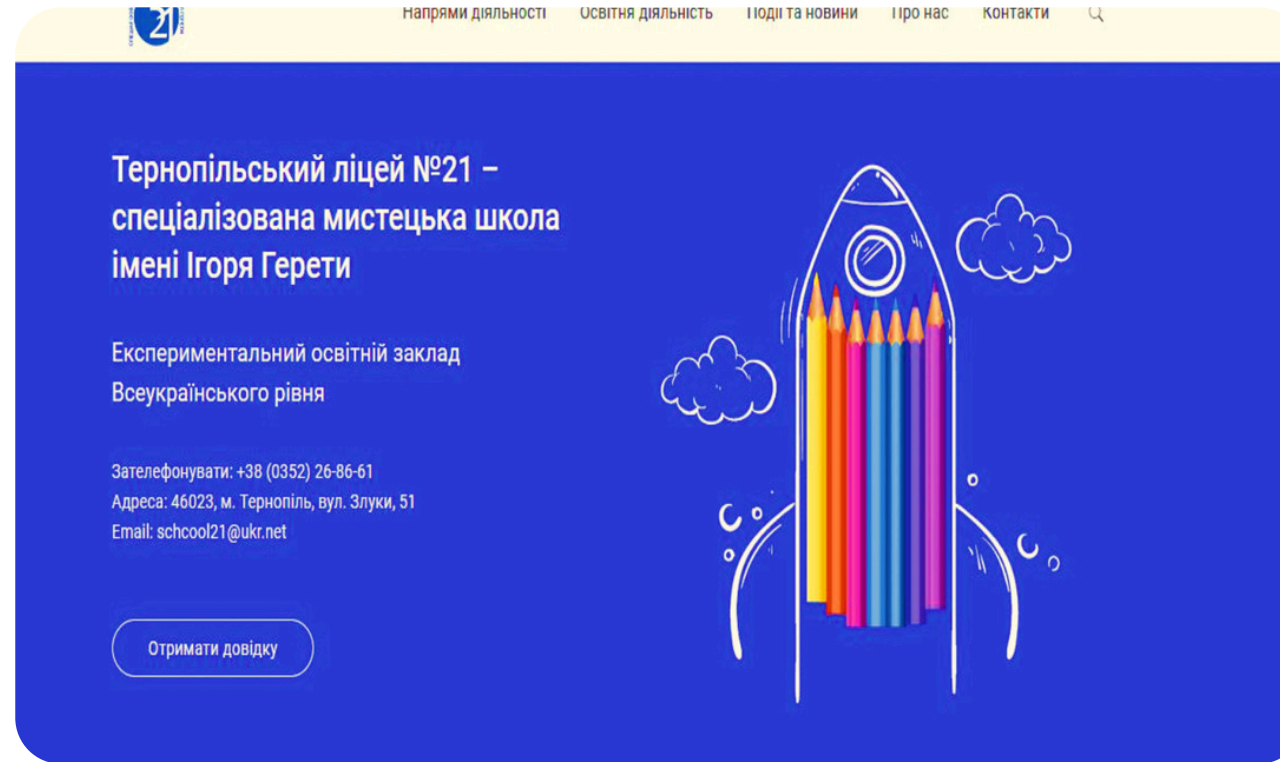 21
Напрями діяльності Освітня діяльність Події та новини Про нас Контакти
Тернопільський ліцей №21 –
спеціалізована мистецька школа
імені Ігоря Герети
Експериментальний освітній заклад
Всеукраїнського рівня
Зателефонувати: +38 (0352) 26-86-61
Адреса: 46023, м. Тернопіль, вул. Злуки, 51
Email: schcool21@ukr.net
Отримати довідку